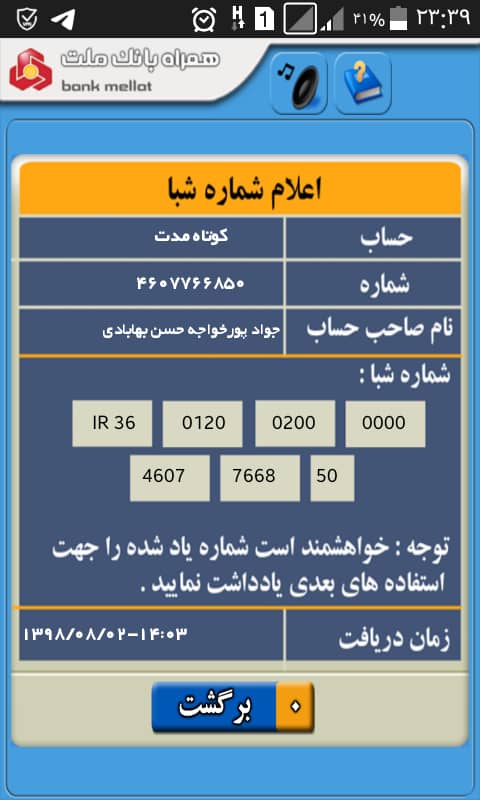 ۲۳:۳۹ ۴۱% 1 H
همراه بانک ملت
bank mellat
اعلام شماره شبا
حساب کوتاه مدت
شماره ۴۶۰۷۷۶۶۸۵۰
نام صاحب حساب جواد پورخواجه حسن بهابادی
شماره شبا :
IR 36 0120 0200 0000
4607 7668 50
توجه : خواهشمند است شماره یاد شده را جهت
استفاده های بعدی یادداشت نمایید .
زمان دریافت ۱۳۹۸/۰۸/۰۲-۱۴:۰۳
برگشت ۰